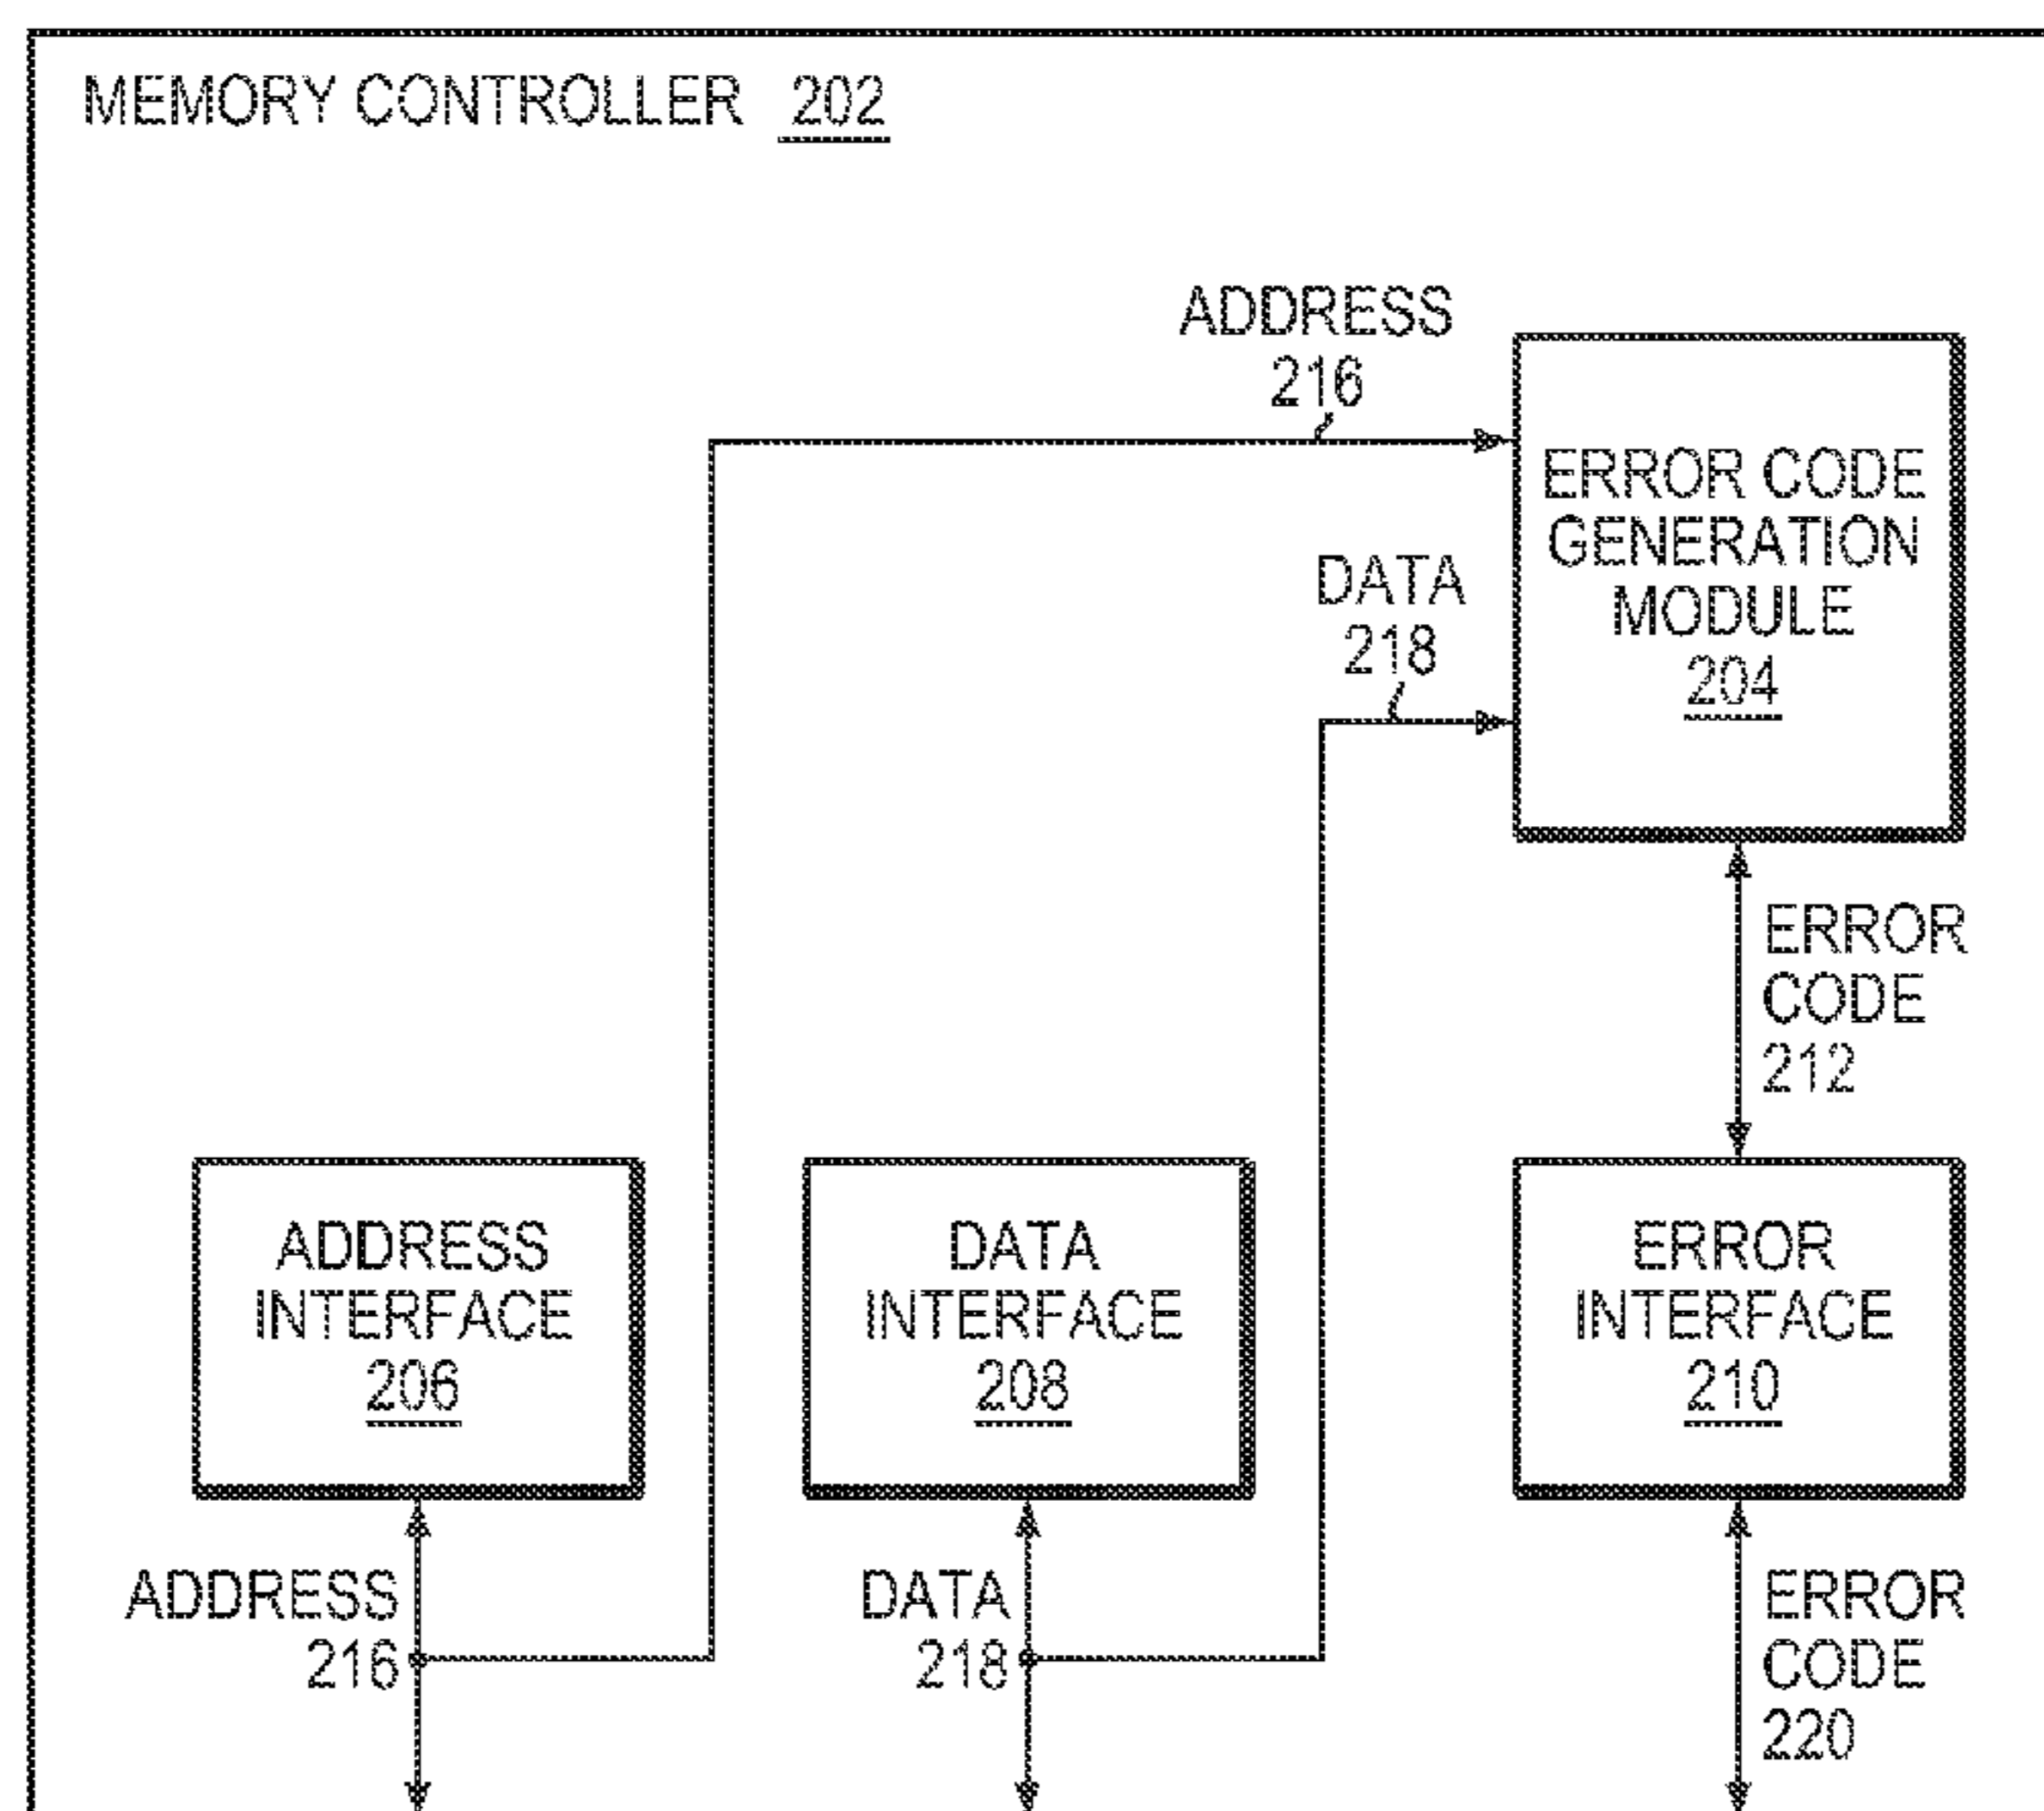 MEMORY CONTROLLER 202
ADDRESS
216
ERROR CODE
GENERATION
MODULE
204
DATA
218
ERROR
CODE
212
ADDRESS
INTERFACE
206
DATA
INTERFACE
208
ERROR
INTERFACE
210
ADDRESS
216
DATA
218
ERROR
CODE
220